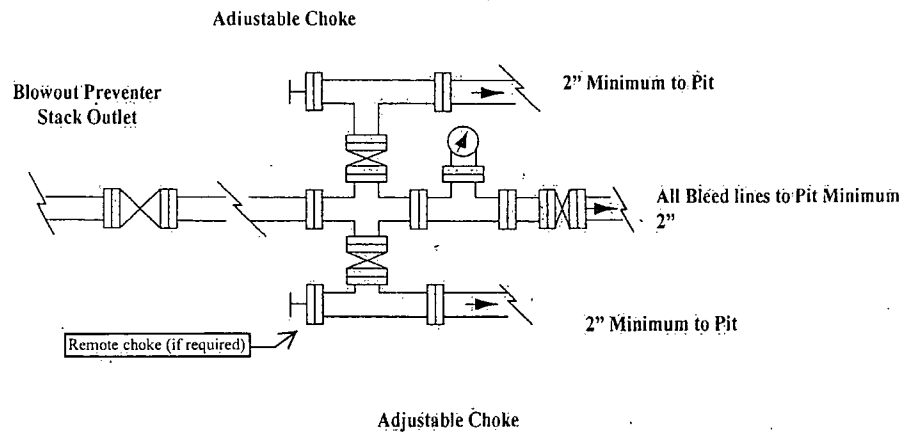 Adjustable Choke
2” Minimum to Pit
Blowout Preventer
Stack Outlet
All Bleed lines to Pit Minimum
2”
2” Minimum to Pit
Remote choke (if required)
Adjustable Choke